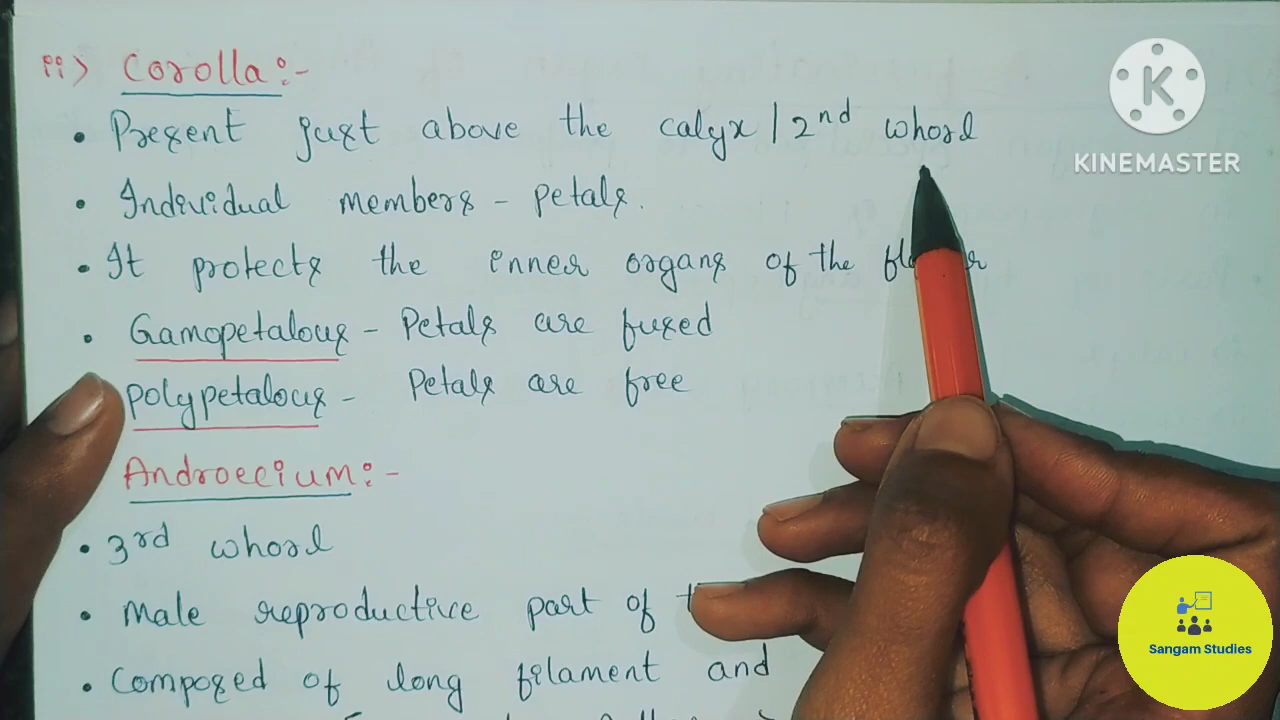 ii> Corolla:-
• Present just above the calyx | 2nd whorl
K
KINEMASTER
• Individual members - petals.
• It protects the inner organs of the
• Gamopetalous - Petals are fused
polypetalous - Petals are free
Androecium:-
• 3rd whorl
• Male reproductive part of
• Composed of long filament and
Sangam Studies